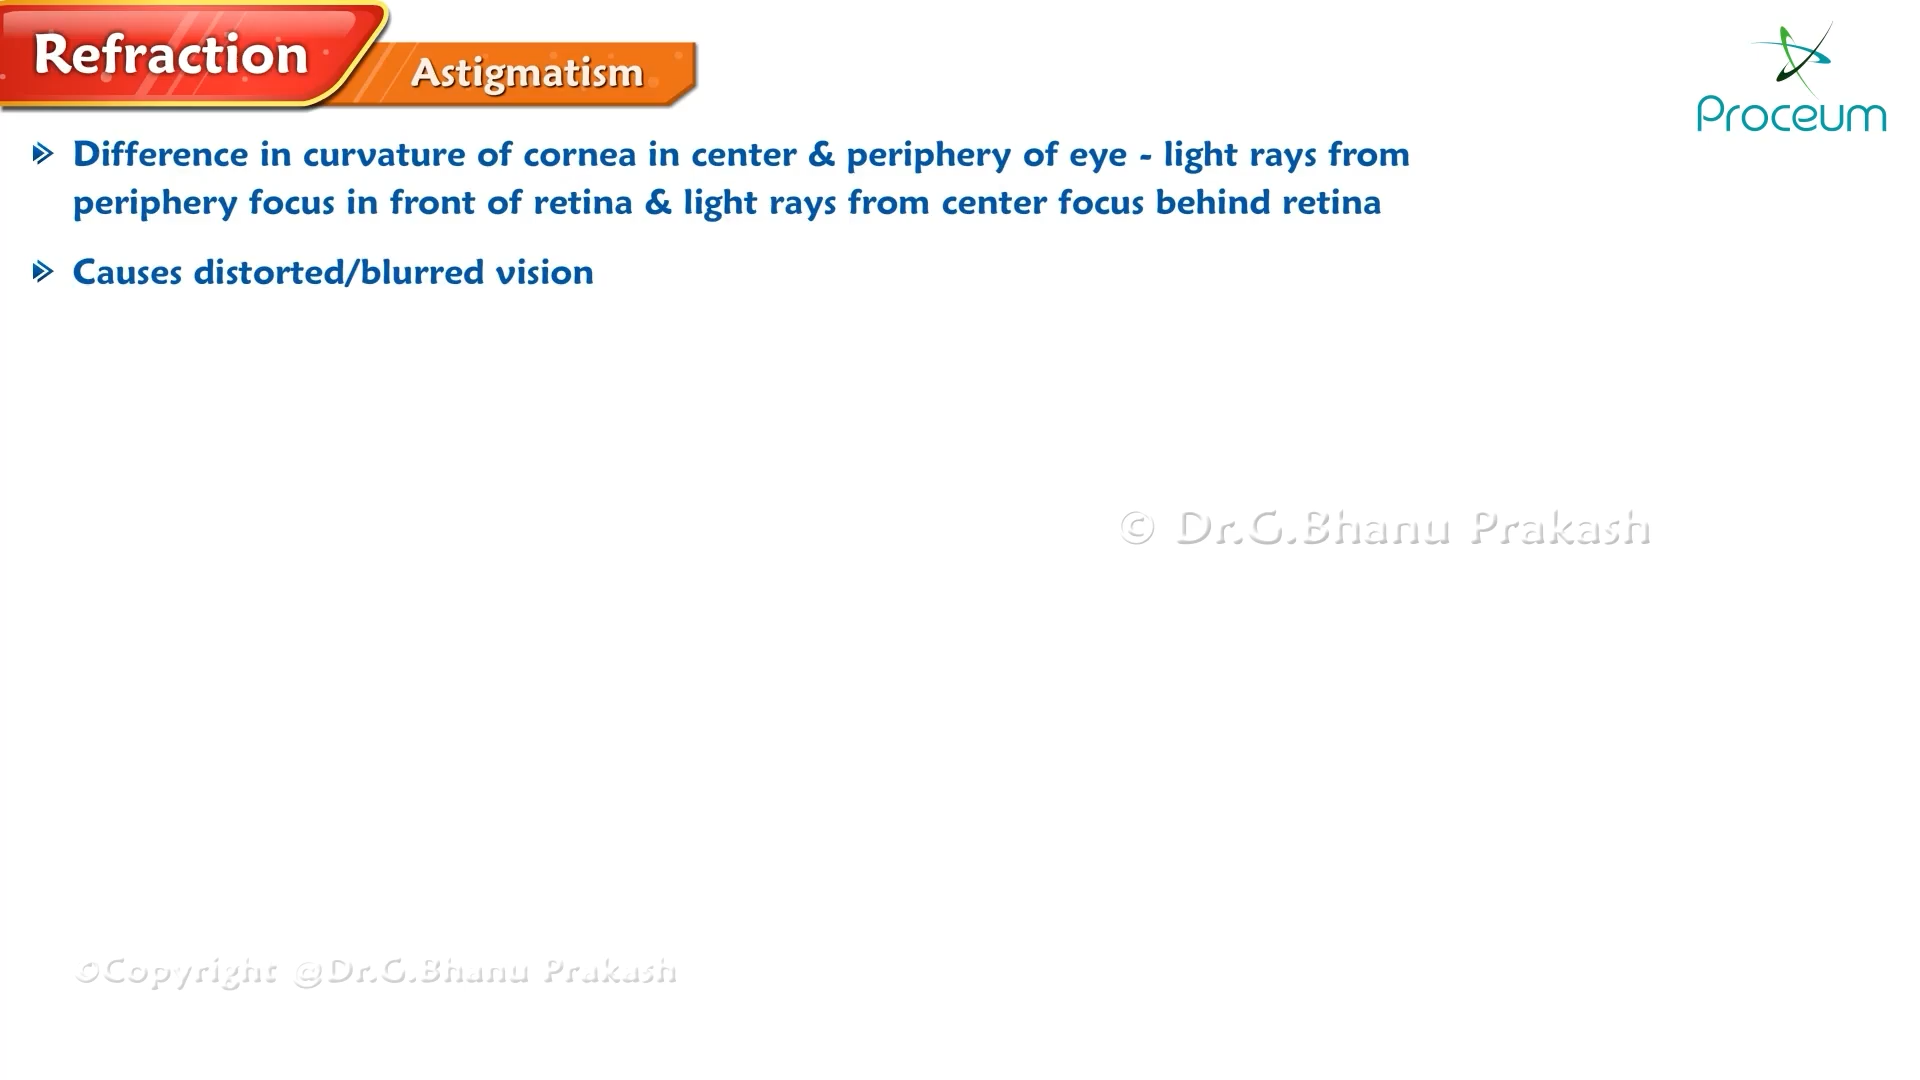 Refraction
Astigmatism
Proceum
Difference in curvature of cornea in center & periphery of eye - light rays from
periphery focus in front of retina & light rays from center focus behind retina
Causes distorted/blurred vision
© Dr.G.Bhanu Prakash
©Copyright @Dr.G.Bhanu Prakash